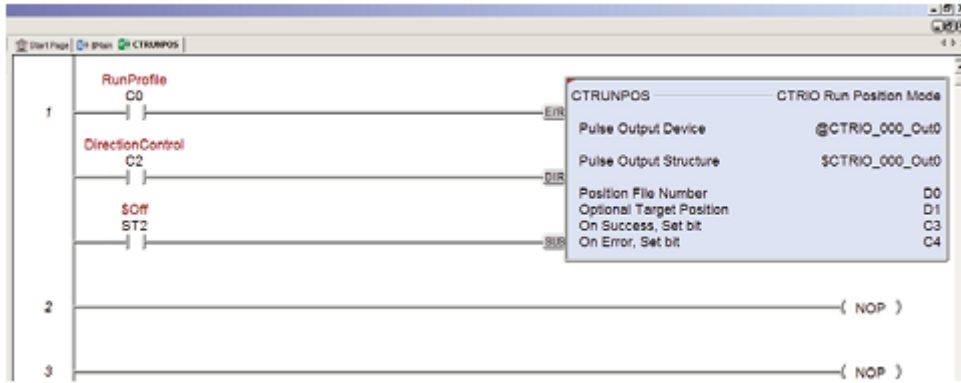 Start Page $Main CTRUNPOS
RunProfile
C0
1
E/R
DirectionControl
C2
DIR
$Off
ST2
SUS
CTRUNPOS CTRIO Run Position Mode
Pulse Output Device @CTRIO_000_Out0
Pulse Output Structure $CTRIO_000_Out0
Position File Number D0
Optional Target Position D1
On Success, Set bit C3
On Error, Set bit C4
2
( NOP )
3
( NOP )